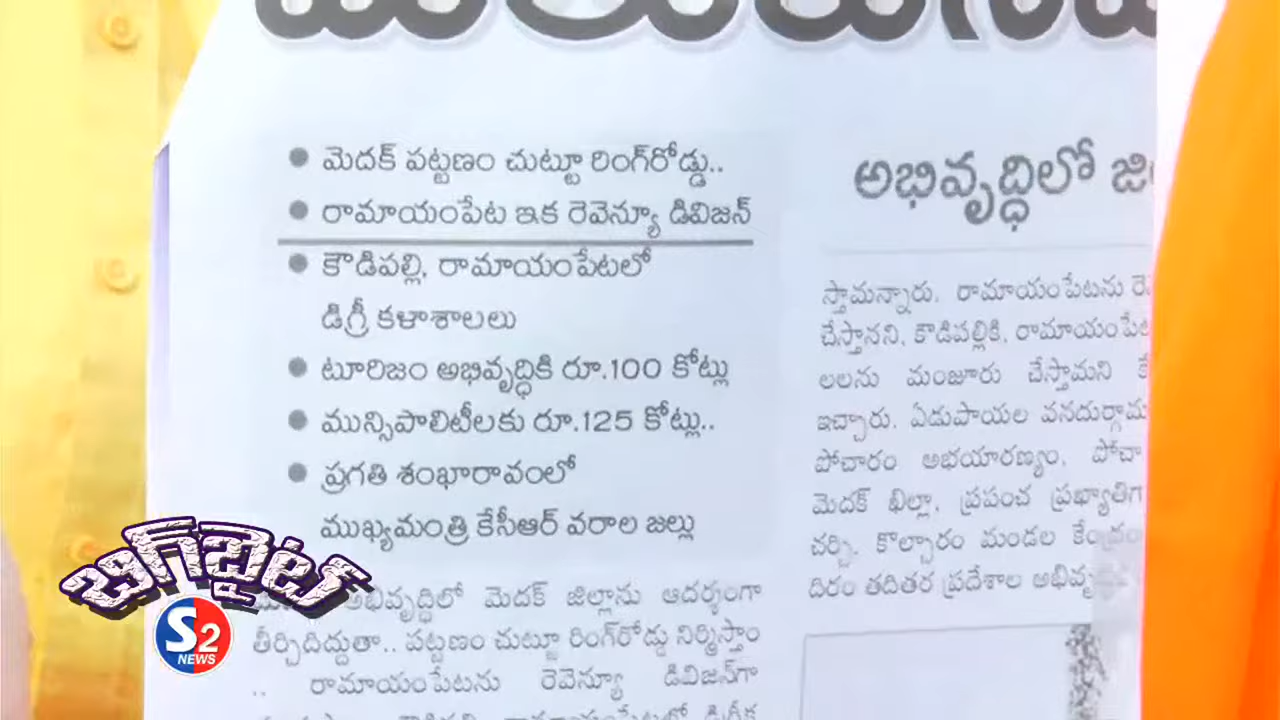 ● మెదక్ పట్టణం చుట్టూ రింగ్‌రోడ్డు..
● రామాయంపేట ఇక రెవెన్యూ డివిజన్
● కౌడిపల్లి, రామాయంపేటలో
డిగ్రీ కళాశాలలు
● టూరిజం అభివృద్ధికి రూ.100 కోట్లు
● మున్సిపాలిటీలకు రూ.125 కోట్లు..
● ప్రగతి శంఖారావంలో
ముఖ్యమంత్రి కేసీఆర్ వరాల జల్లు
అభివృద్ధిలో మెదక్ జిల్లాను ఆదర్శంగా
తీర్చిదిద్దుతా.. పట్టణం చుట్టూ రింగ్‌రోడ్డు నిర్మిస్తాం
.. రామాయంపేటను రెవెన్యూ డివిజన్‌గా
అభివృద్ధిలో
స్తామన్నారు. రామాయంపేటను
చేస్తానని, కౌడిపల్లికి, రామాయంపేట
లలను మంజూరు చేస్తామని
ఇచ్చారు. ఏడుపాయల వనదుర్గామ
పోచారం అభయారణ్యం, పోచా
మెదక్ ఖిల్లా, ప్రపంచ ప్రఖ్యాతిగా
చర్చి, కొల్చారం మండల కేంద్రం
దిరం తదితర ప్రదేశాల అభివృ
బిగ్‌బైట్
S2
NEWS